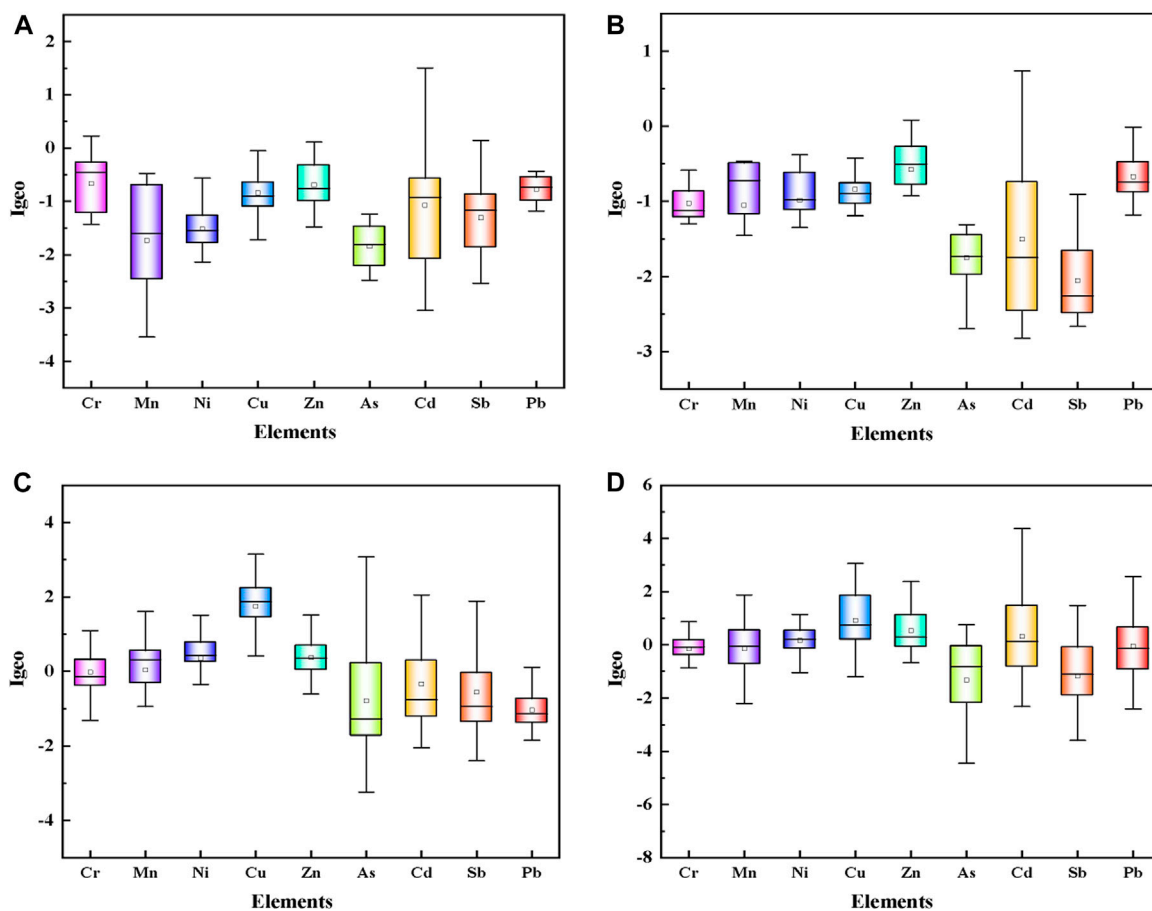 A
Igeo
2
1
0
-1
-2
-3
-4
Cr Mn Ni Cu Zn As Cd Sb Pb
Elements
B
Igeo
1
0
-1
-2
-3
Cr Mn Ni Cu Zn As Cd Sb Pb
Elements
C
Igeo
4
2
0
-2
-4
Cr Mn Ni Cu Zn As Cd Sb Pb
Elements
D
Igeo
6
4
2
0
-2
-4
-6
-8
Cr Mn Ni Cu Zn As Cd Sb Pb
Elements